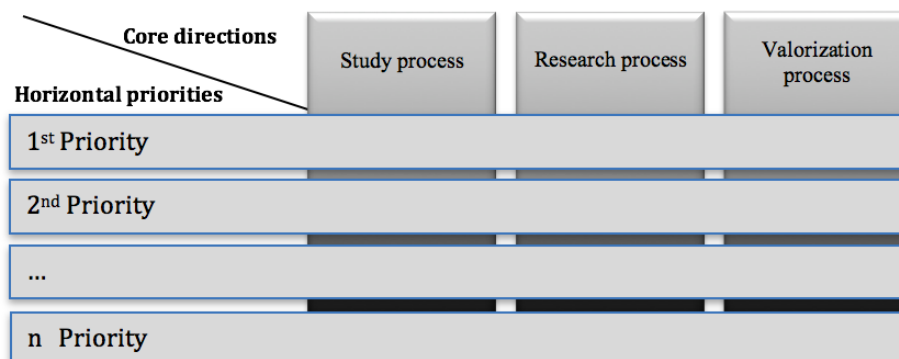 Core directions
Study process
Research process
Valorization
process
Horizontal priorities
1st Priority
2nd Priority
...
n Priority